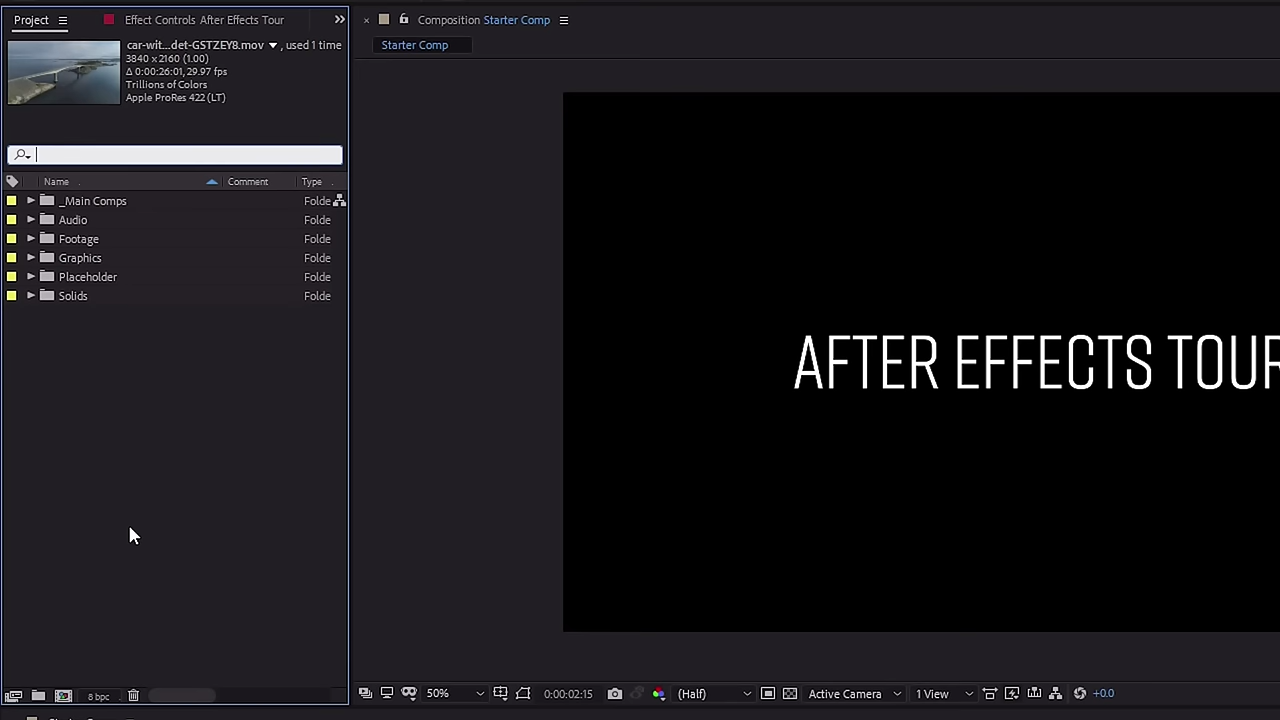 Project
Effect Controls After Effects Tour
Composition Starter Comp
car-wit...det-GSTZEY8.mov , used 1 time
3840 x 2160 (1.00)
Δ 0:00:26:01, 29.97 fps
Trillions of Colors
Apple ProRes 422 (LT)
Starter Comp
Name Comment Type
_Main Comps Folde
Audio Folde
Footage Folde
Graphics Folde
Placeholder Folde
Solids Folde
AFTER EFFECTS TOUR
8 bpc
50% 0:00:02:15 (Half) Active Camera 1 View +0.0